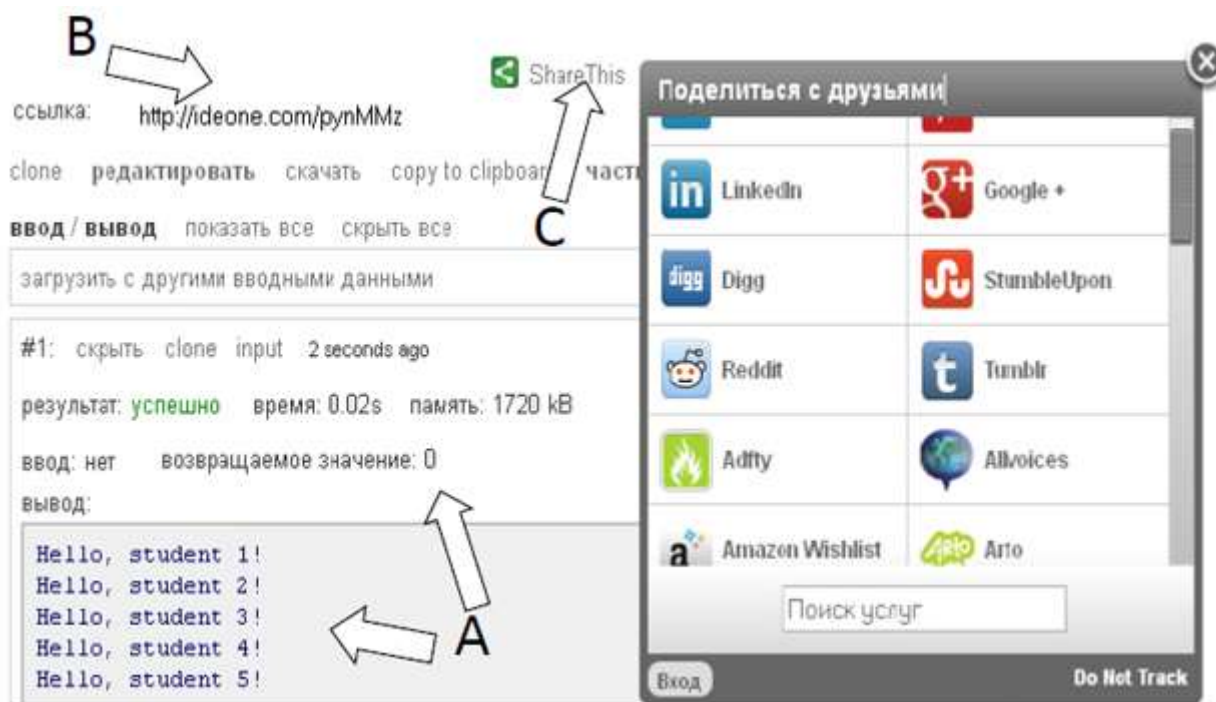 B
ShareThis
ссылка: http://ideone.com/pynMMz
clone редактировать скачать copy to clipboar части
C
ввод / вывод показать все скрыть все
загрузить с другими вводными данными
#1: скрыть clone input 2 seconds ago
результат: успешно время: 0.02s память: 1720 kB
ввод: нет возвращаемое значение: 0
вывод:
Hello, student 1!
Hello, student 2!
Hello, student 3!
Hello, student 4!
Hello, student 5!
A
Поделиться с друзьями
in LinkedIn
g+ Google +
digg Digg
StumbleUpon
Reddit
t Tumblr
Adfty
Allvoices
a Amazon Wishlist
Arto Arto
Поиск услуг
Вход
Do Not Track